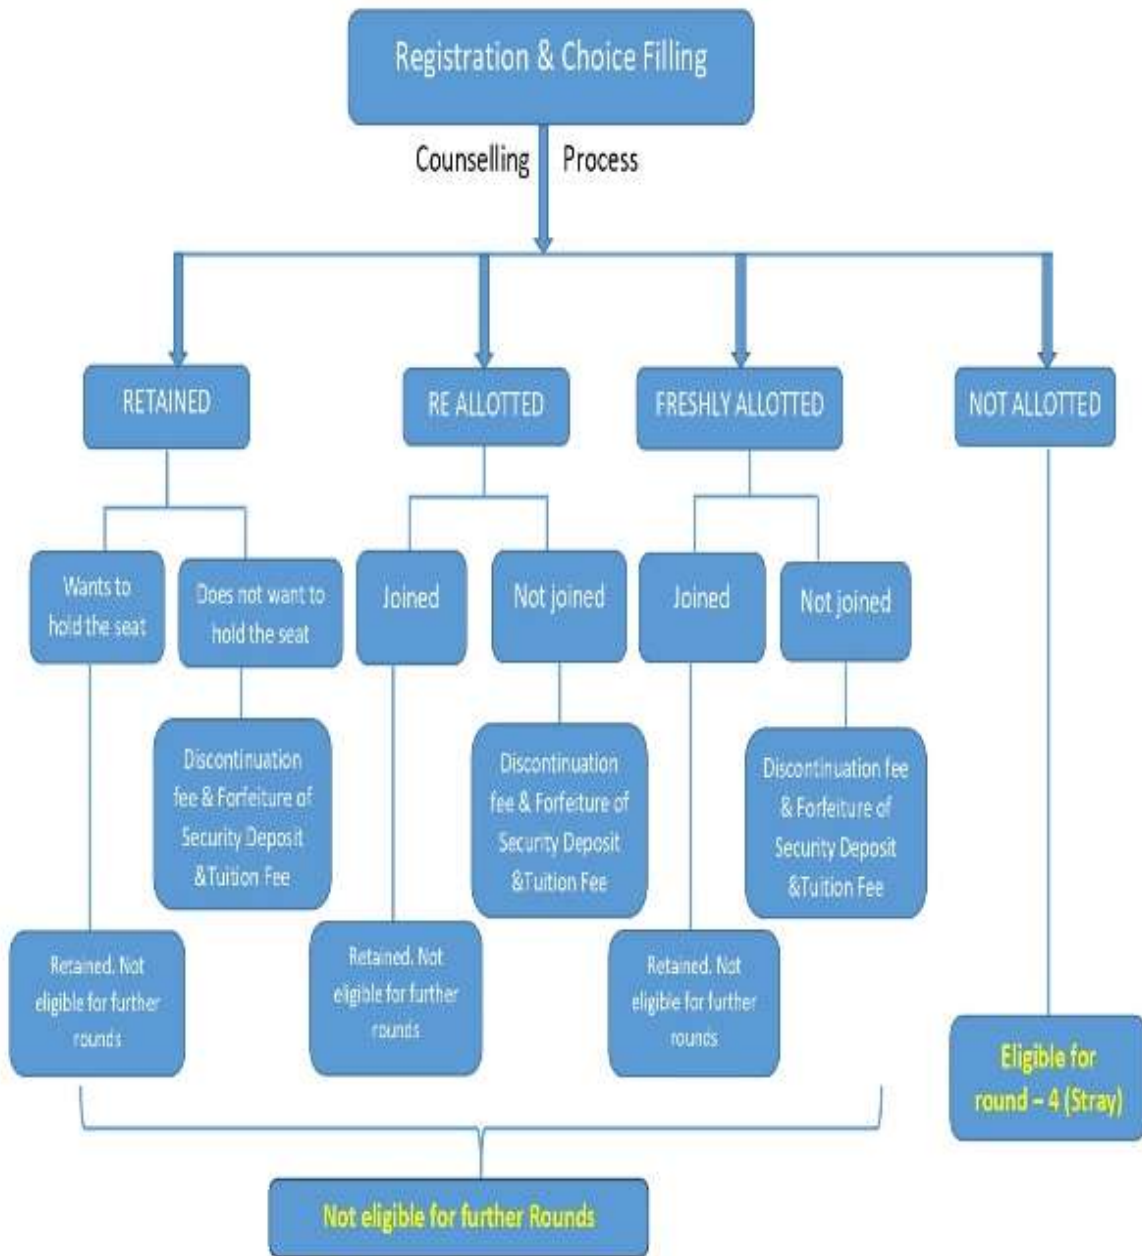 Registration & Choice Filling
Counselling Process
RETAINED
RE ALLOTTED
FRESHLY ALLOTTED
NOT ALLOTTED
Wants to
hold the seat
Does not want to
hold the seat
Joined
Not joined
Joined
Not joined
Discontinuation
fee & Forfeiture of
Security Deposit
&Tuition Fee
Discontinuation
fee & Forfeiture of
Security Deposit
&Tuition Fee
Discontinuation fee
& Forfeiture of
Security Deposit
&Tuition Fee
Retained. Not
eligible for further
rounds
Retained. Not
eligible for further
rounds
Retained. Not
eligible for further
rounds
Eligible for
round – 4 (Stray)
Not eligible for further Rounds